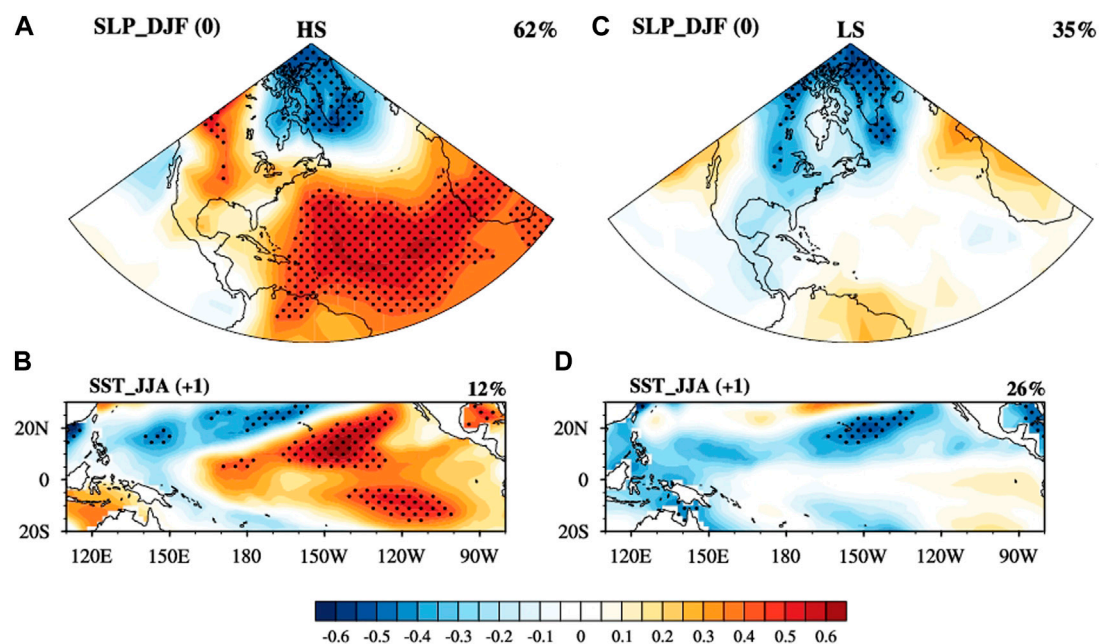 A SLP_DJF (0) HS 62%
C SLP_DJF (0) LS 35%
B SST_JJA (+1) 12%
20N
0
20S
120E 150E 180 150W 120W 90W
D SST_JJA (+1) 26%
20N
0
20S
120E 150E 180 150W 120W 90W
-0.6 -0.5 -0.4 -0.3 -0.2 -0.1 0 0.1 0.2 0.3 0.4 0.5 0.6